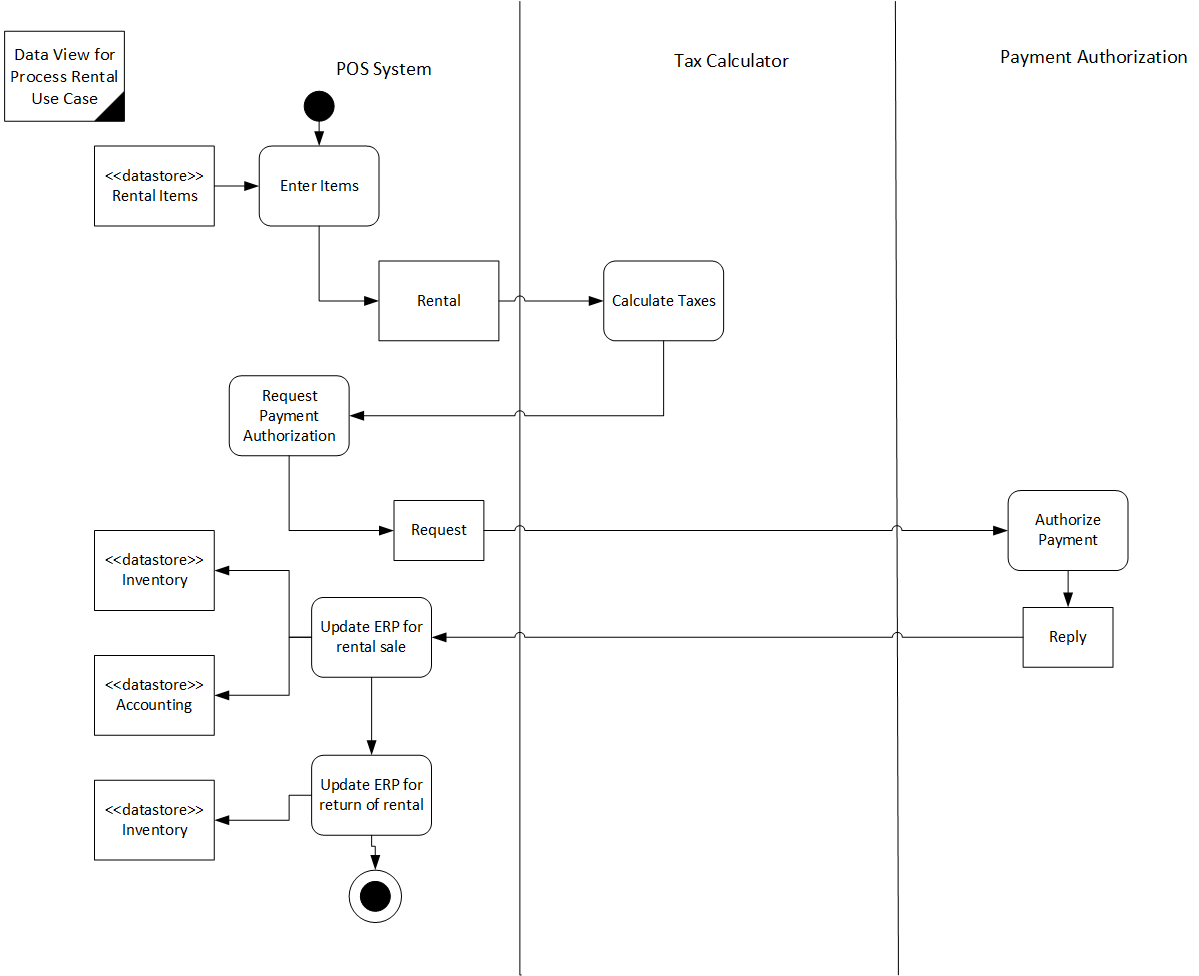 Data View for
Process Rental
Use Case
POS System
Tax Calculator
Payment Authorization
<<datastore>>
Rental Items
Enter Items
Rental
Calculate Taxes
Request
Payment
Authorization
Request
Authorize
Payment
<<datastore>>
Inventory
Update ERP for
rental sale
Reply
<<datastore>>
Accounting
Update ERP for
return of rental
<<datastore>>
Inventory